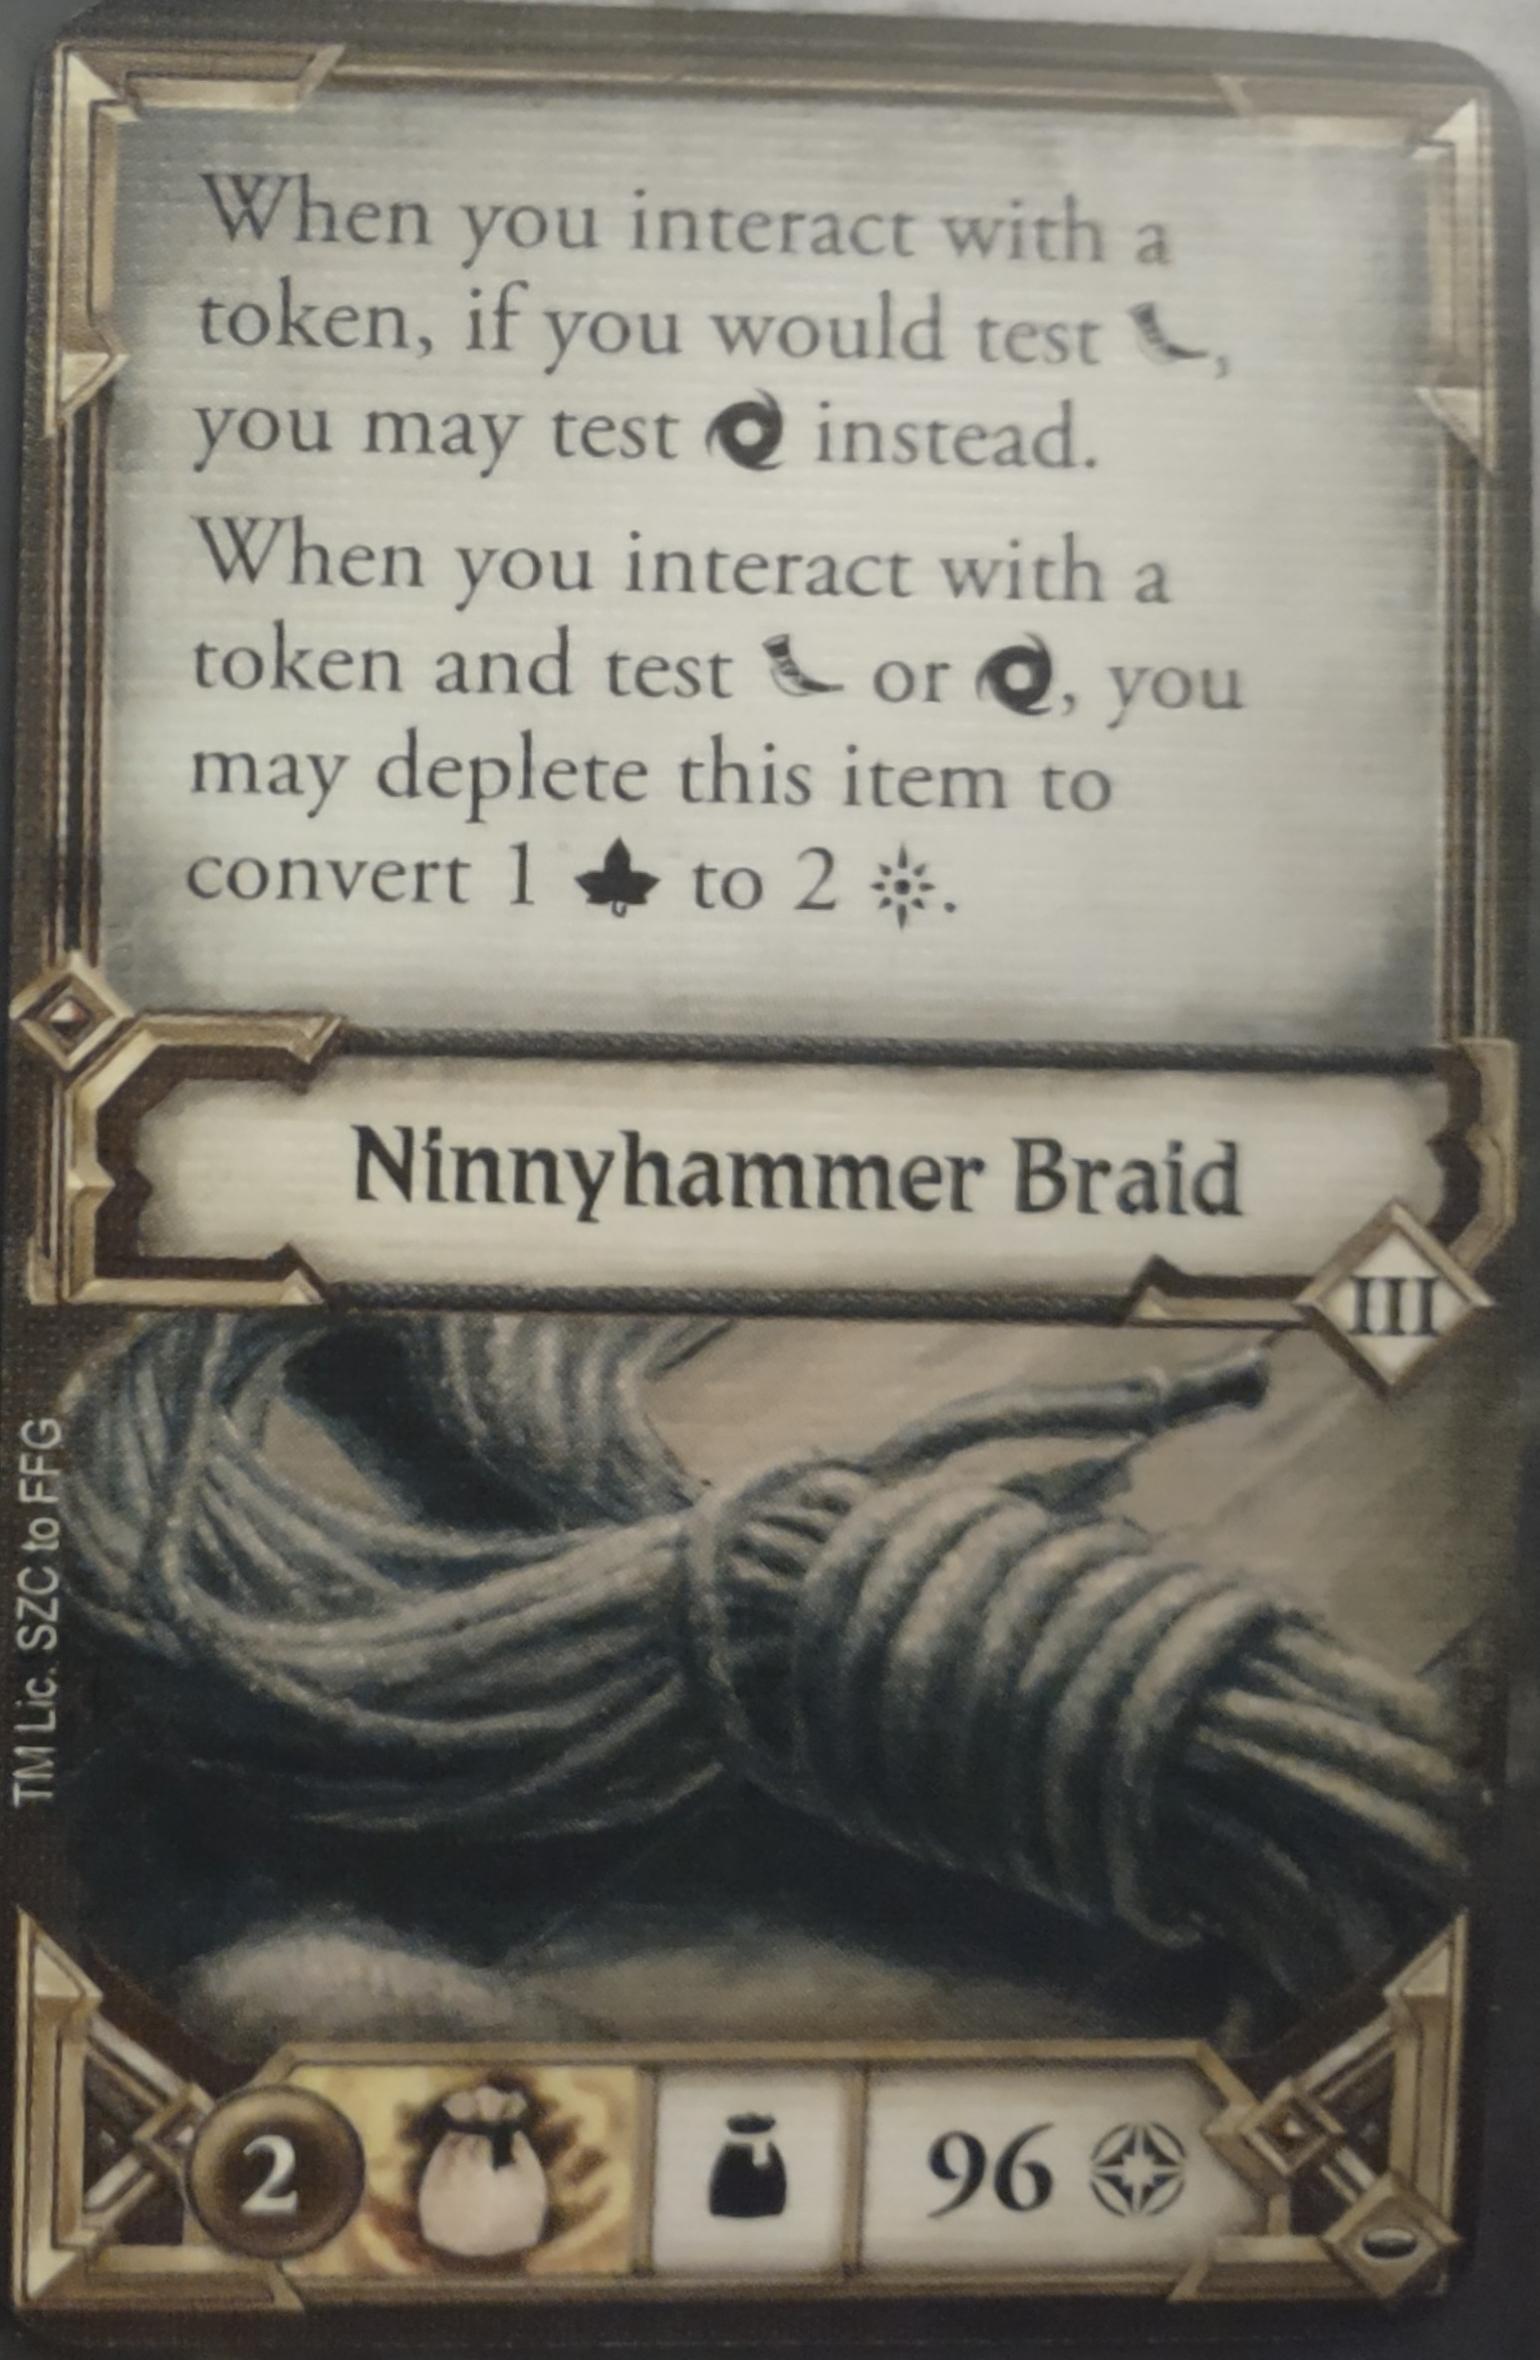 When you interact with a
token, if you would test ,
you may test instead.
When you interact with a
token and test or , you
may deplete this item to
convert 1 to 2 .
Ninnyhammer Braid
III
TM Lic. SZC to FFG
2 96